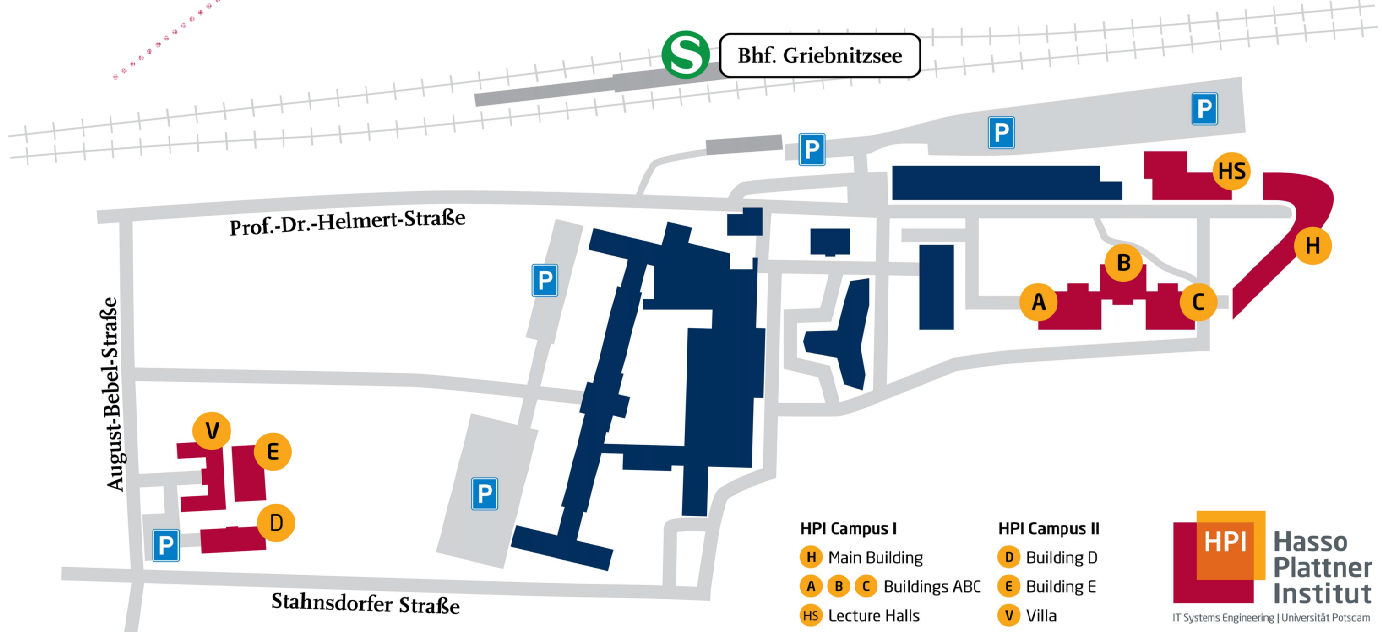 S
Bhf. Griebnitzsee
P
P
P
HS
Prof.-Dr.-Helmert-Straße
H
P
B
A
C
August-Bebel-Straße
V
E
P
D
P
Stahnsdorfer Straße
HPI Campus I
H Main Building
A B C Buildings ABC
HS Lecture Halls
HPI Campus II
D Building D
E Building E
V Villa
HPI Hasso
Plattner
Institut
IT Systems Engineering | Universität Potscam